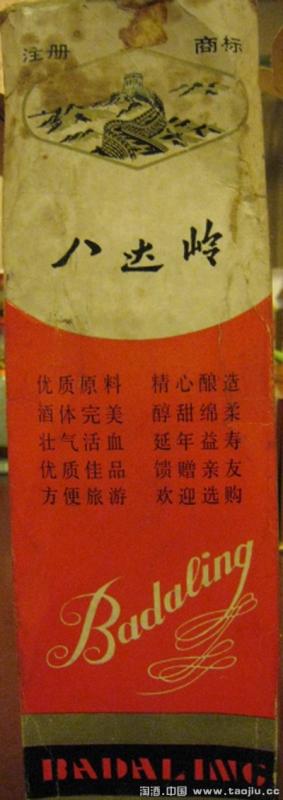 注册 商标
八达岭
优质原料 精心酿造
酒体完美 醇甜绵柔
壮气活血 延年益寿
优质佳品 馈赠亲友
方便旅游 欢迎选购
Badaling
BADALING
淘酒.中国 www.taojiu.cc